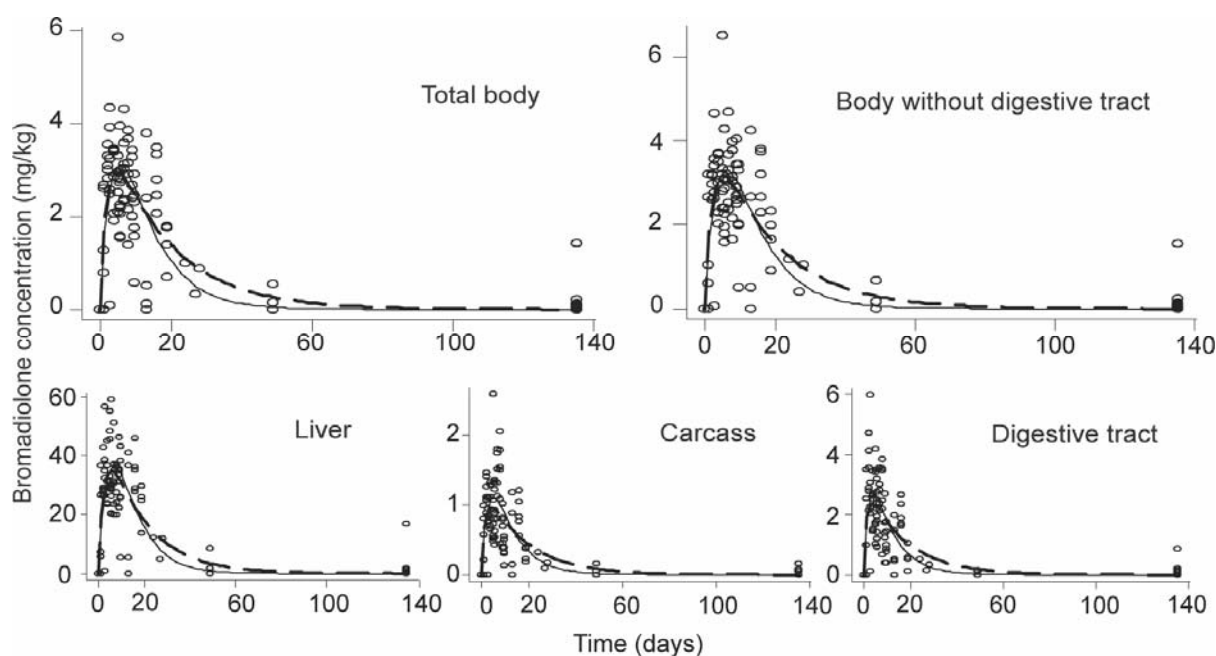 Bromadiolone concentration (mg/kg)
Total body
6
4
2
0
0 20 60 100 140
Body without digestive tract
6
4
2
0
0 20 60 100 140
Liver
60
40
20
0
0 20 60 100 140
Carcass
2
1
0
0 20 60 100 140
Digestive tract
6
4
2
0
0 20 60 100 140
Time (days)